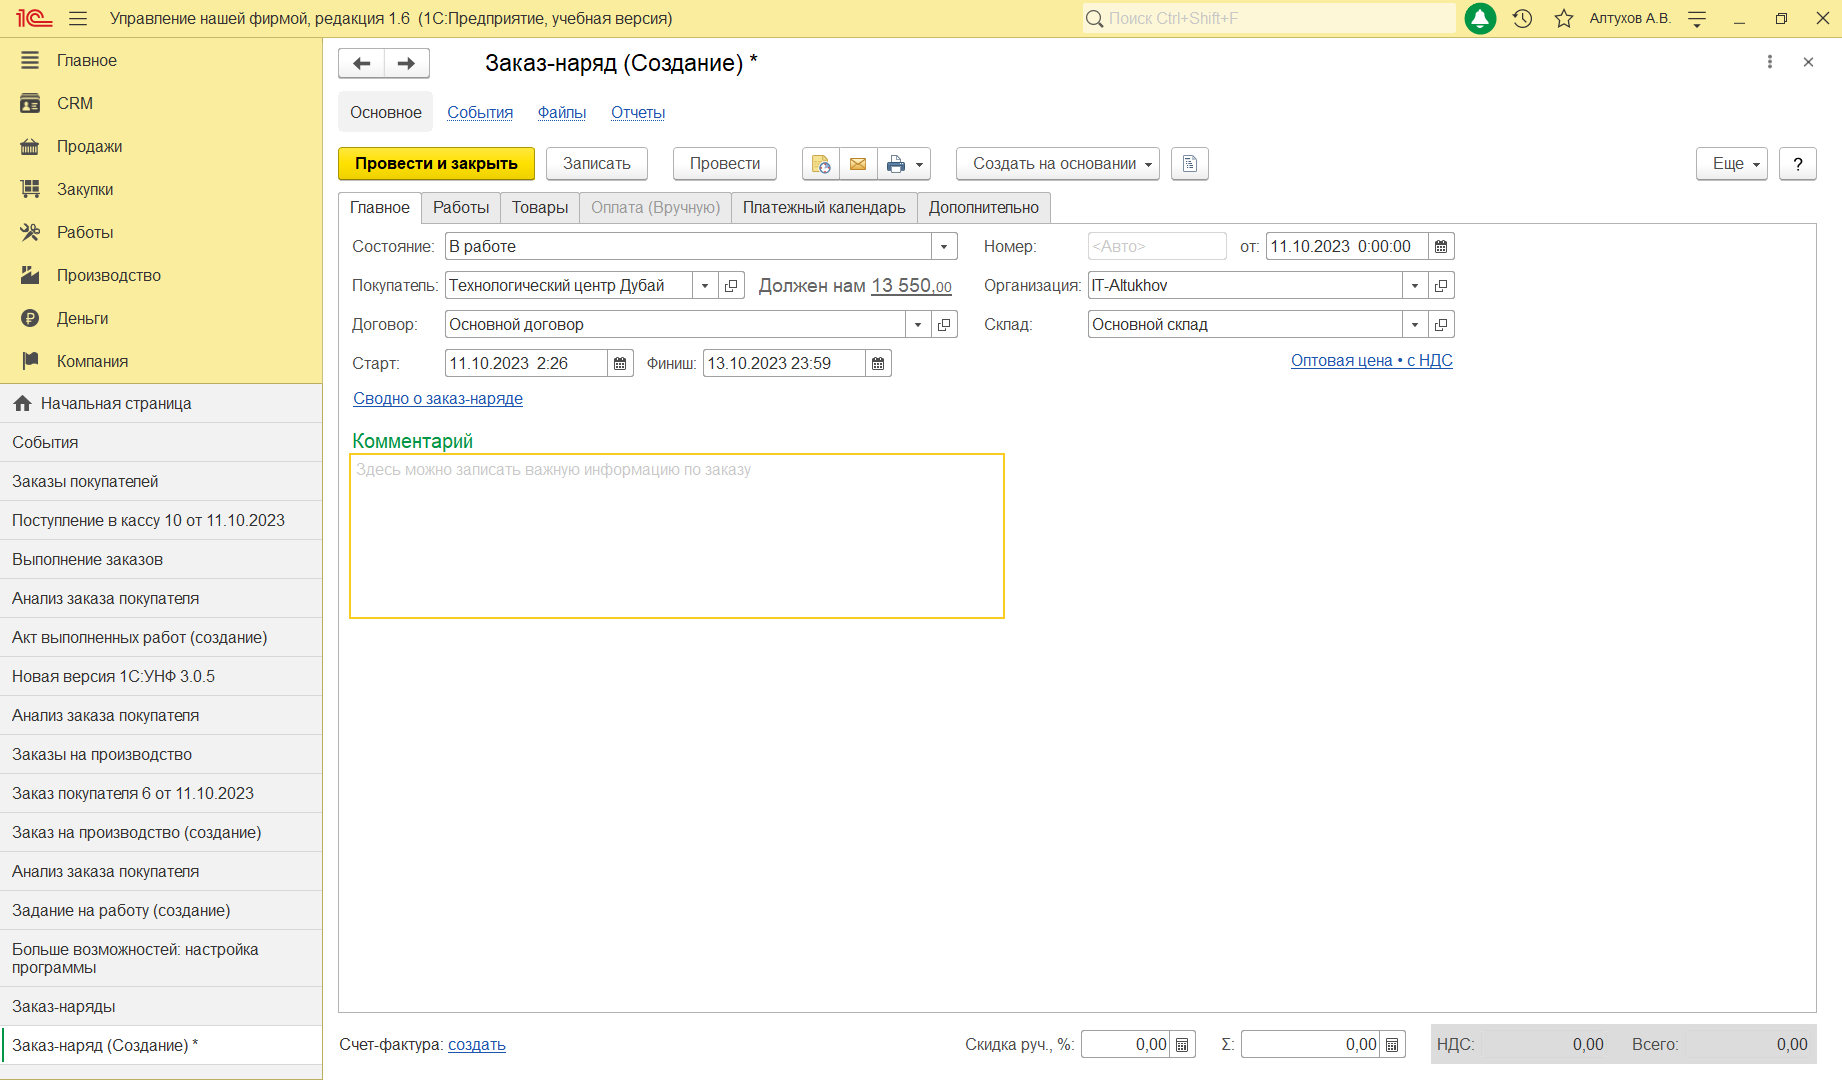 1С Управление нашей фирмой, редакция 1.6 (1С:Предприятие, учебная версия) Поиск Ctrl+Shift+F Алтухов А.В.
Главное
CRM
Продажи
Закупки
Работы
Производство
Деньги
Компания
Начальная страница
События
Заказы покупателей
Поступление в кассу 10 от 11.10.2023
Выполнение заказов
Анализ заказа покупателя
Акт выполненных работ (создание)
Новая версия 1С:УНФ 3.0.5
Анализ заказа покупателя
Заказы на производство
Заказ покупателя 6 от 11.10.2023
Заказ на производство (создание)
Анализ заказа покупателя
Задание на работу (создание)
Больше возможностей: настройка
программы
Заказ-наряды
Заказ-наряд (Создание) *
Заказ-наряд (Создание) *
Основное События Файлы Отчеты
Провести и закрыть Записать Провести Создать на основании Еще ?
Главное Работы Товары Оплата (Вручную) Платежный календарь Дополнительно
Состояние: В работе Номер: <Авто> от: 11.10.2023 0:00:00
Покупатель: Технологический центр Дубай Должен нам 13 550,00 Организация: IT-Altukhov
Договор: Основной договор Склад: Основной склад
Старт: 11.10.2023 2:26 Финиш: 13.10.2023 23:59 Оптовая цена • с НДС
Сводно о заказ-наряде
Комментарий
Здесь можно записать важную информацию по заказу
Счет-фактура: создать Скидка руч., %: 0,00 Σ: 0,00 НДС: 0,00 Всего: 0,00